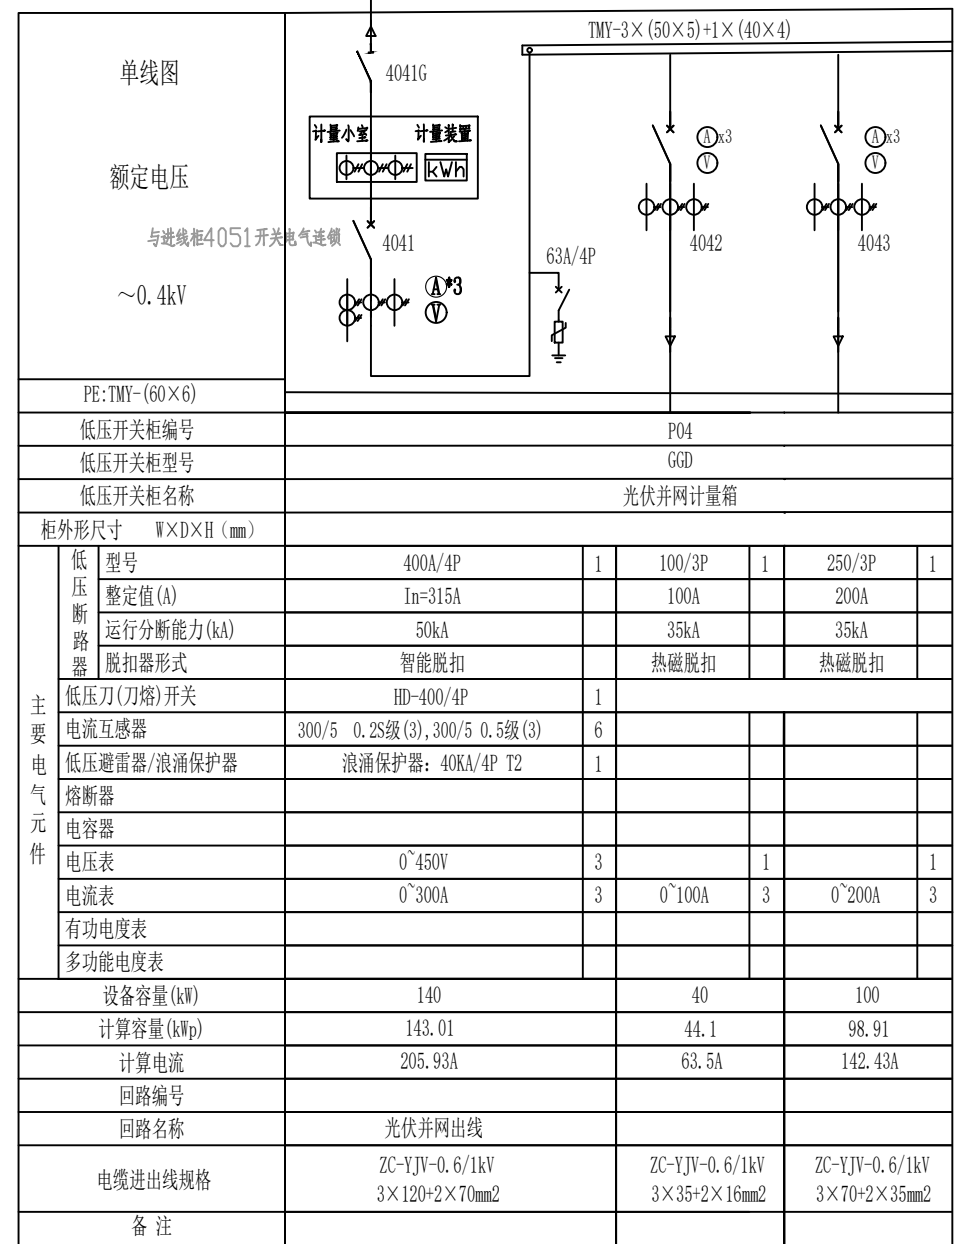 TMY-3×(50×5)+1×(40×4)
单线图
4041G
计量小室 计量装置
kWh
A x3
V
A x3
V
额定电压
与进线柜4051开关电气连锁
4041
4042
4043
63A/4P
A*3
V
~0.4kV
PE:TMY-(60×6)
低压开关柜编号 P04
低压开关柜型号 GGD
低压开关柜名称 光伏并网计量箱
柜外形尺寸 W×D×H(mm)
主要电气元件
低压断路器
型号 400A/4P 1 100/3P 1 250/3P 1
整定值(A) In=315A 100A 200A
运行分断能力(kA) 50kA 35kA 35kA
脱扣器形式 智能脱扣 热磁脱扣 热磁脱扣
低压刀(刀熔)开关 HD-400/4P 1
电流互感器 300/5 0.2S级(3),300/5 0.5级(3) 6
低压避雷器/浪涌保护器 浪涌保护器: 40KA/4P T2 1
熔断器
电容器
电压表 0~450V 3 1 1
电流表 0~300A 3 0~100A 3 0~200A 3
有功电度表
多功能电度表
设备容量(kW) 140 40 100
计算容量(kWp) 143.01 44.1 98.91
计算电流 205.93A 63.5A 142.43A
回路编号
回路名称 光伏并网出线
电缆进出线规格
ZC-YJV-0.6/1kV ZC-YJV-0.6/1kV ZC-YJV-0.6/1kV
3×120+2×70mm2 3×35+2×16mm2 3×70+2×35mm2
备 注